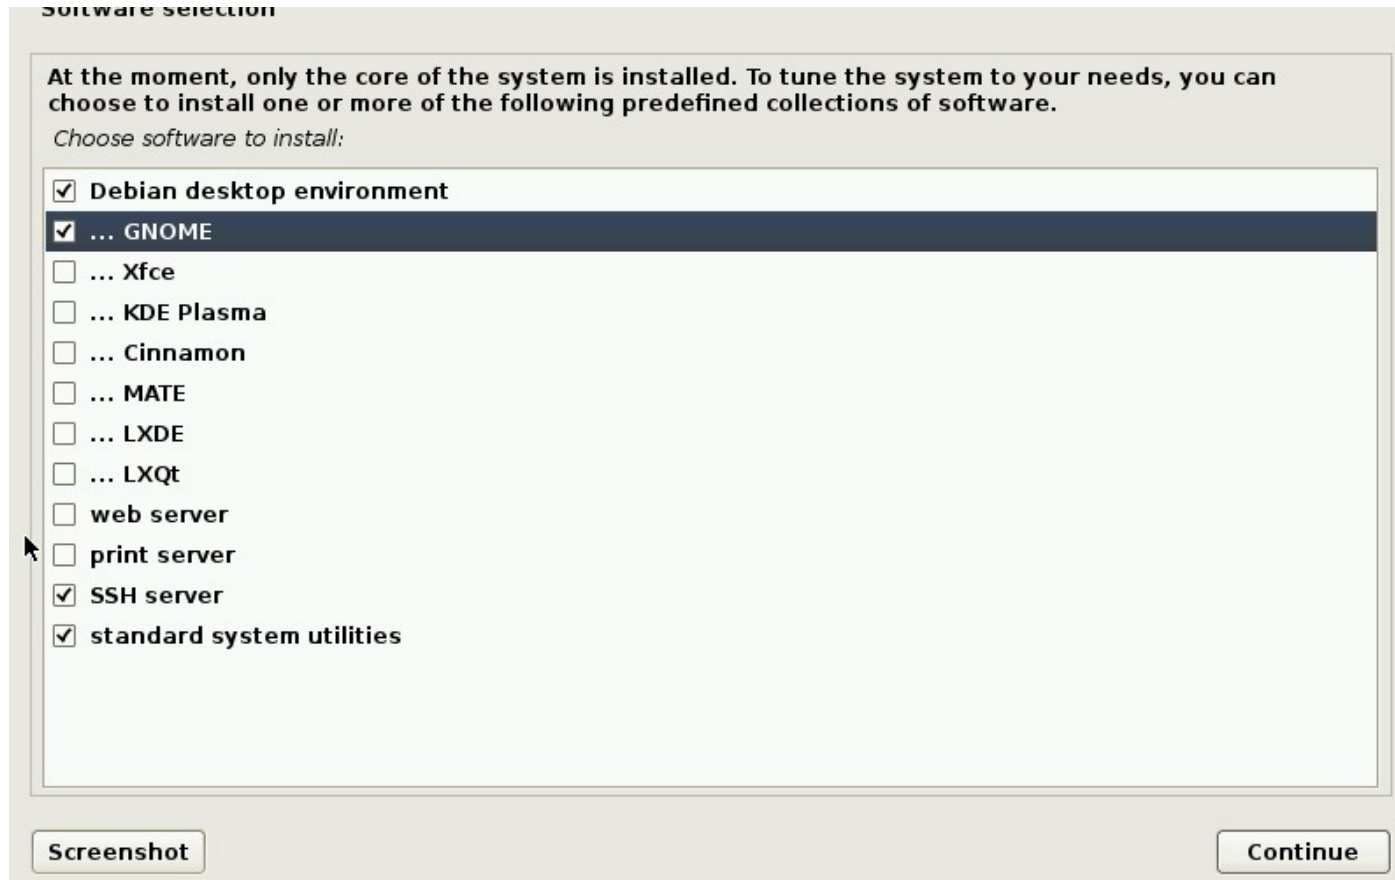 Software selection
At the moment, only the core of the system is installed. To tune the system to your needs, you can
choose to install one or more of the following predefined collections of software.
Choose software to install:
Debian desktop environment
... GNOME
... Xfce
... KDE Plasma
... Cinnamon
... MATE
... LXDE
... LXQt
web server
print server
SSH server
standard system utilities
Screenshot
Continue